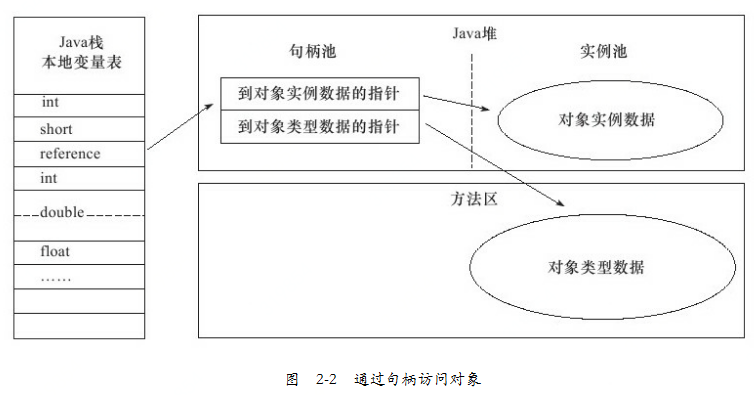 Java栈
本地变量表
int
short
reference
int
double
float
……
Java堆
句柄池
实例池
到对象实例数据的指针
到对象类型数据的指针
对象实例数据
方法区
对象类型数据
图 2-2 通过句柄访问对象